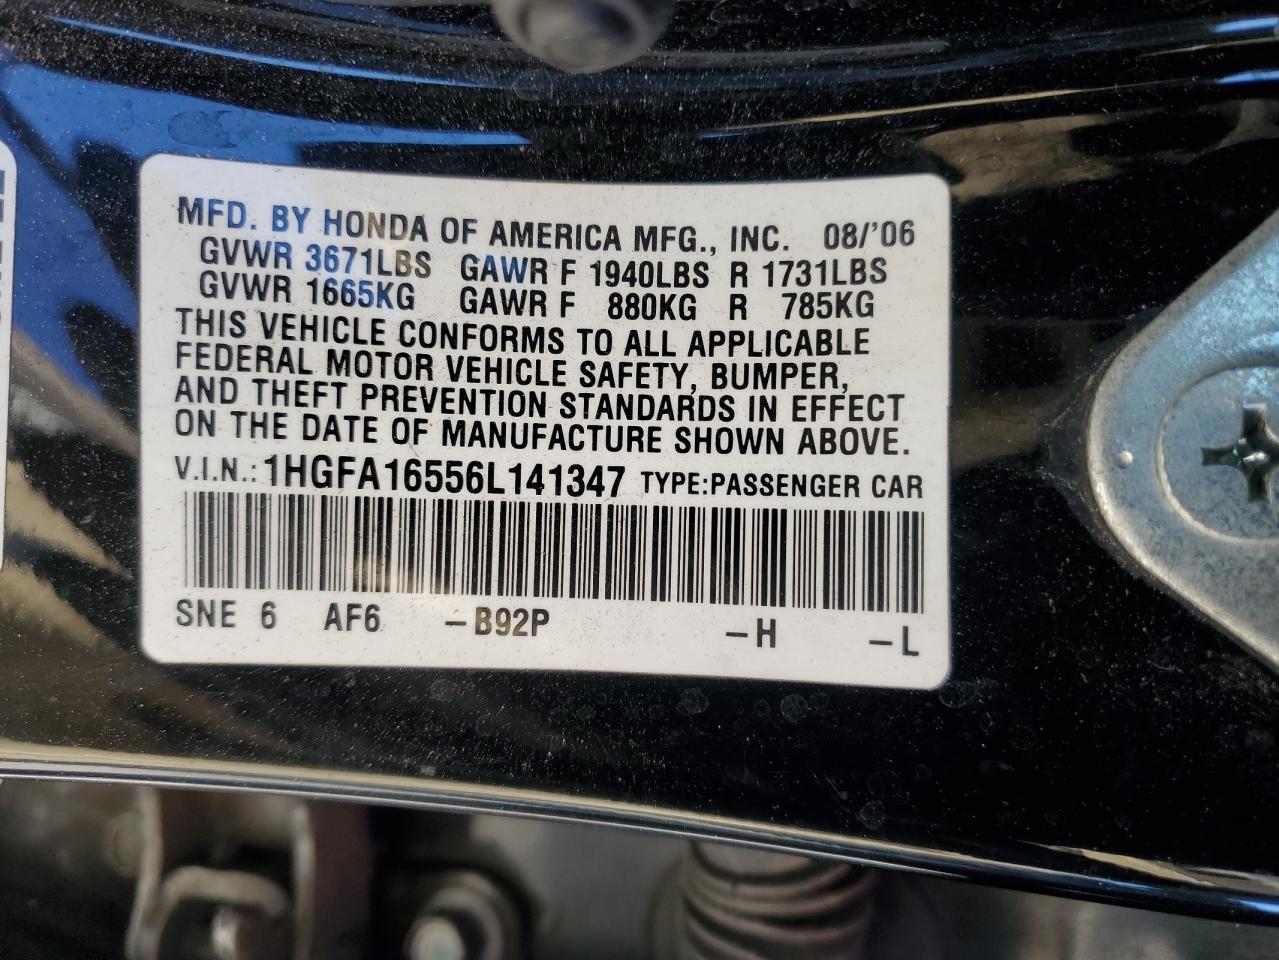 MFD. BY HONDA OF AMERICA MFG., INC. 08/'06
GVWR 3671LBS GAWR F 1940LBS R 1731LBS
GVWR 1665KG GAWR F 880KG R 785KG
THIS VEHICLE CONFORMS TO ALL APPLICABLE
FEDERAL MOTOR VEHICLE SAFETY, BUMPER,
AND THEFT PREVENTION STANDARDS IN EFFECT
ON THE DATE OF MANUFACTURE SHOWN ABOVE.
V.I.N.: 1HGFA16556L141347 TYPE:PASSENGER CAR
SNE 6 AF6 -B92P -H -L